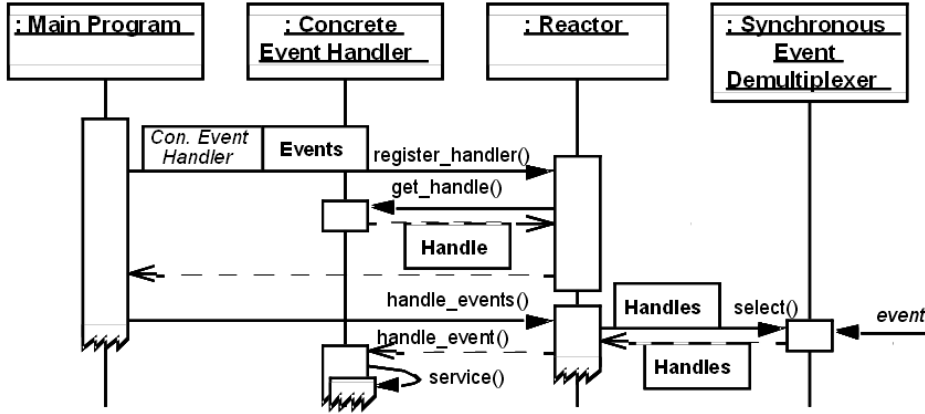 : Main Program
: Concrete
Event Handler
: Reactor
: Synchronous
Event
Demultiplexer
Con. Event
Handler
Events
register_handler()
get_handle()
Handle
handle_events()
Handles
select()
event
handle_event()
Handles
service()